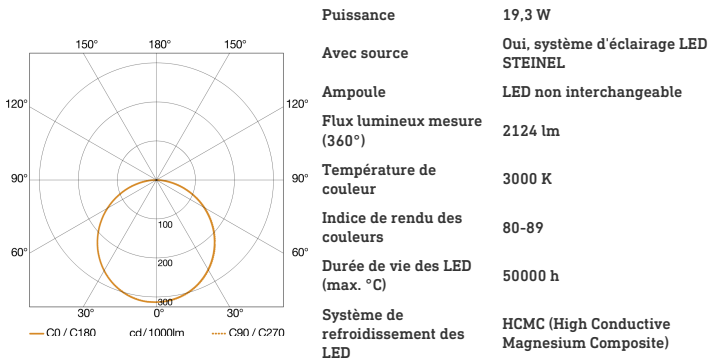 150° 180° 150°
120° 120°
90° 90°
60° 60°
100
200
300
30° 0° 30°
C0 / C180 cd / 1000lm C90 / C270
Puissance 19,3 W
Avec source Oui, système d'éclairage LED
STEINEL
Ampoule LED non interchangeable
Flux lumineux mesure
(360°) 2124 lm
Température de
couleur 3000 K
Indice de rendu des
couleurs 80-89
Durée de vie des LED
(max. °C) 50000 h
Système de
refroidissement des
LED
HCMC (High Conductive
Magnesium Composite)